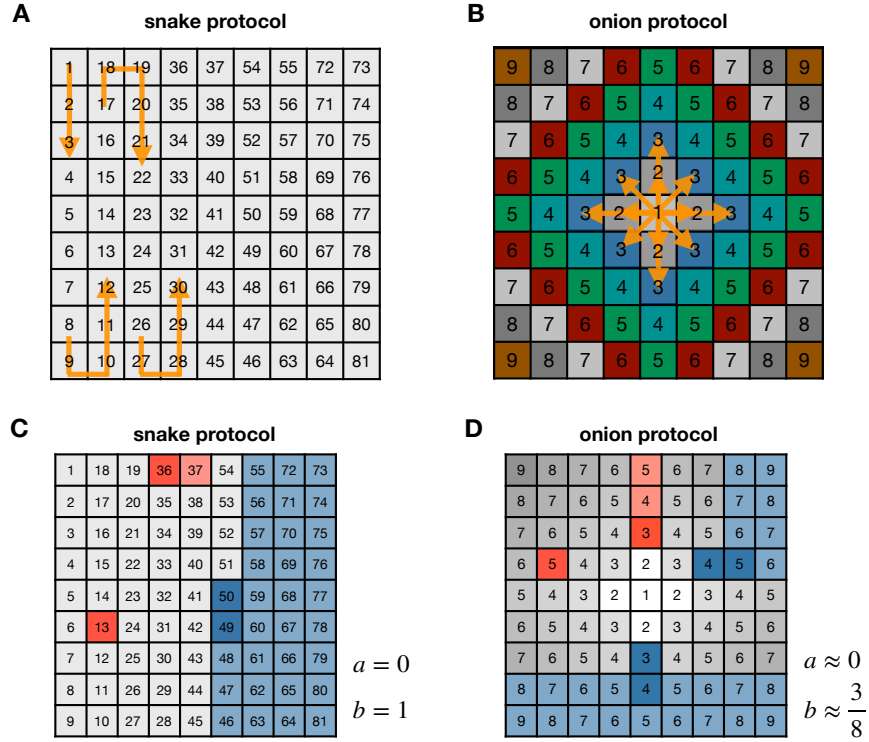 A
snake protocol
1 18 19 36 37 54 55 72 73
2 17 20 35 38 53 56 71 74
3 16 21 34 39 52 57 70 75
4 15 22 33 40 51 58 69 76
5 14 23 32 41 50 59 68 77
6 13 24 31 42 49 60 67 78
7 12 25 30 43 48 61 66 79
8 11 26 29 44 47 62 65 80
9 10 27 28 45 46 63 64 81
B
onion protocol
9 8 7 6 5 6 7 8 9
8 7 6 5 4 5 6 7 8
7 6 5 4 3 4 5 6 7
6 5 4 3 2 3 4 5 6
5 4 3 2 1 2 3 4 5
6 5 4 3 2 3 4 5 6
7 6 5 4 3 4 5 6 7
8 7 6 5 4 5 6 7 8
9 8 7 6 5 6 7 8 9
C
snake protocol
1 18 19 36 37 54 55 72 73
2 17 20 35 38 53 56 71 74
3 16 21 34 39 52 57 70 75
4 15 22 33 40 51 58 69 76
5 14 23 32 41 50 59 68 77
6 13 24 31 42 49 60 67 78
7 12 25 30 43 48 61 66 79
8 11 26 29 44 47 62 65 80
9 10 27 28 45 46 63 64 81
a = 0
b = 1
D
onion protocol
9 8 7 6 5 6 7 8 9
8 7 6 5 4 5 6 7 8
7 6 5 4 3 4 5 6 7
6 5 4 3 2 3 4 5 6
5 4 3 2 1 2 3 4 5
6 5 4 3 2 3 4 5 6
7 6 5 4 3 4 5 6 7
8 7 6 5 4 5 6 7 8
9 8 7 6 5 6 7 8 9
a ≈ 0
b ≈ 3/8